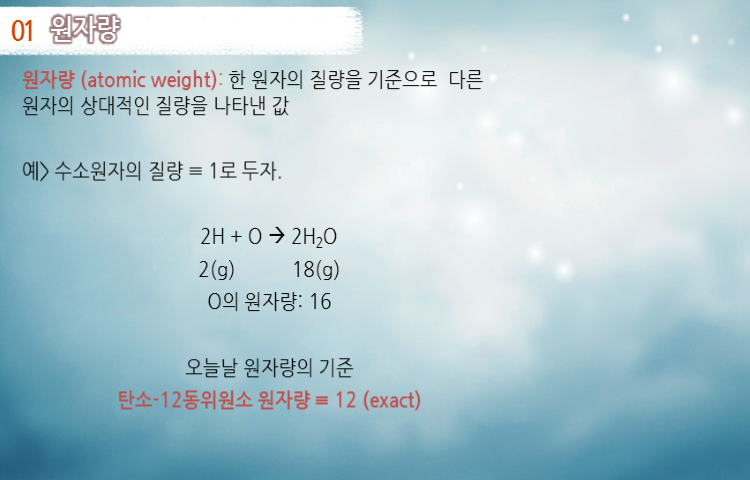 01 원자량
원자량 (atomic weight): 한 원자의 질량을 기준으로 다른
원자의 상대적인 질량을 나타낸 값
예> 수소원자의 질량 ≡ 1로 두자.
2H + O → 2H₂O
2(g) 18(g)
O의 원자량: 16
오늘날 원자량의 기준
탄소-12동위원소 원자량 ≡ 12 (exact)